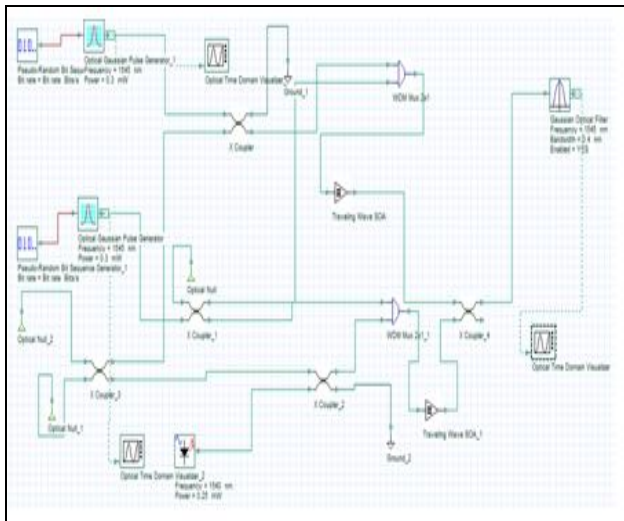 Optical Gaussian Pulse Generator_1
Frequency = 1540 nm
Power = 0.3 mW
Pseudo-Random Bit Sequ
Bit rate = Bit rate Bits/s
Optical Time Domain Visualizer_1
Ground_1
X Coupler
WDM Mux 2x1
Gaussian Optical Filter
Frequency = 1540 nm
Bandwidth = 0.4 nm
Enabled = YES
Traveling Wave SOA
Optical Gaussian Pulse Generator
Frequency = 1540 nm
Power = 0.3 mW
Pseudo-Random Bit Sequence Generator_1
Bit rate = Bit rate Bits/s
Optical Null
Optical Null_2
X Coupler_1
WDM Mux 2x1_1
X Coupler_4
Optical Time Domain Visualizer
X Coupler_3
X Coupler_2
Optical Null_1
Traveling Wave SOA_1
Ground_2
Optical Time Domain Visualizer_2
Frequency = 1540 nm
Power = 0.25 mW